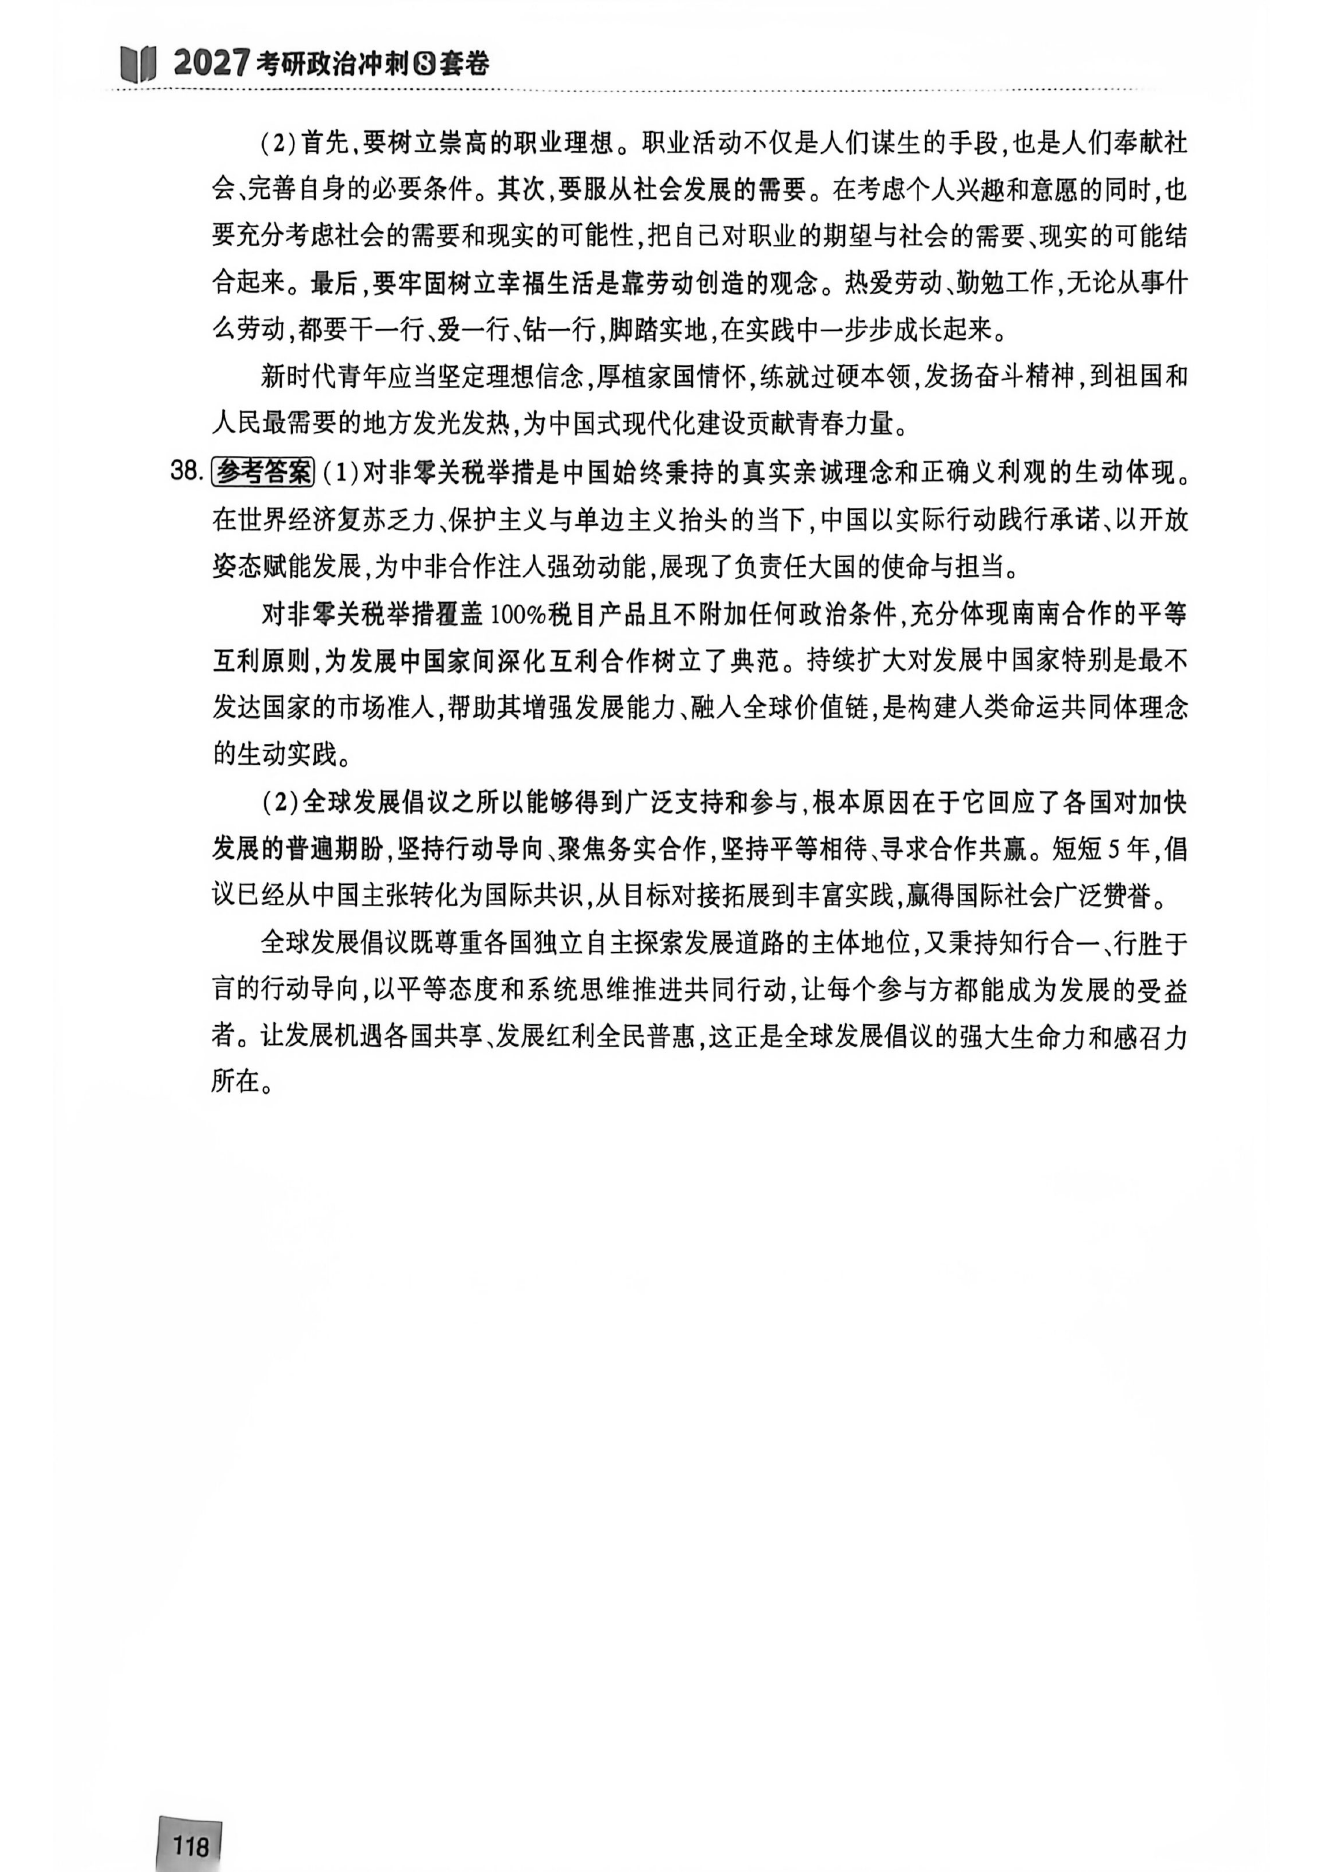 2027考研政治冲刺8套卷
(2)首先,要树立崇高的职业理想。职业活动不仅是人们谋生的手段,也是人们奉献社
会、完善自身的必要条件。其次,要服从社会发展的需要。在考虑个人兴趣和意愿的同时,也
要充分考虑社会的需要和现实的可能性,把自己对职业的期望与社会的需要、现实的可能结
合起来。最后,要牢固树立幸福生活是靠劳动创造的观念。热爱劳动、勤勉工作,无论从事什
么劳动,都要干一行、爱一行、钻一行,脚踏实地,在实践中一步步成长起来。
新时代青年应当坚定理想信念,厚植家国情怀,练就过硬本领,发扬奋斗精神,到祖国和
人民最需要的地方发光发热,为中国式现代化建设贡献青春力量。
38. 参考答案 (1)对非零关税举措是中国始终秉持的真实亲诚理念和正确义利观的生动体现。
在世界经济复苏乏力、保护主义与单边主义抬头的当下,中国以实际行动践行承诺、以开放
姿态赋能发展,为中非合作注入强劲动能,展现了负责任大国的使命与担当。
对非零关税举措覆盖100%税目产品且不附加任何政治条件,充分体现南南合作的平等
互利原则,为发展中国家间深化互利合作树立了典范。持续扩大对发展中国家特别是最不
发达国家的市场准入,帮助其增强发展能力、融入全球价值链,是构建人类命运共同体理念
的生动实践。
(2)全球发展倡议之所以能够得到广泛支持和参与,根本原因在于它回应了各国对加快
发展的普遍期盼,坚持行动导向、聚焦务实合作,坚持平等相待、寻求合作共赢。短短5年,倡
议已经从中国主张转化为国际共识,从目标对接拓展到丰富实践,赢得国际社会广泛赞誉。
全球发展倡议既尊重各国独立自主探索发展道路的主体地位,又秉持知行合一、行胜于
言的行动导向,以平等态度和系统思维推进共同行动,让每个参与方都能成为发展的受益
者。让发展机遇各国共享、发展红利全民普惠,这正是全球发展倡议的强大生命力和感召力
所在。
118